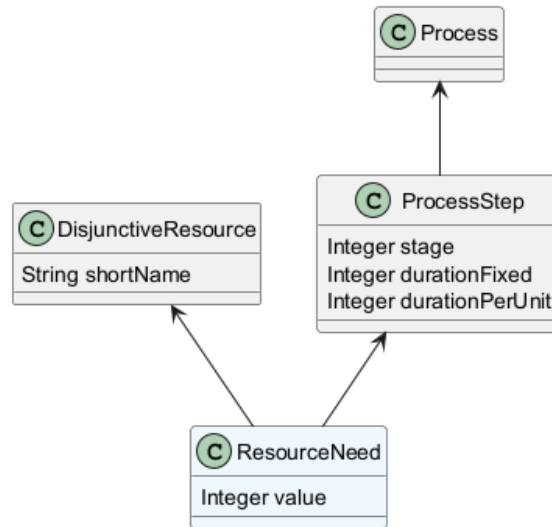 C Process
C ProcessStep
Integer stage
Integer durationFixed
Integer durationPerUnit
C DisjunctiveResource
String shortName
C ResourceNeed
Integer value